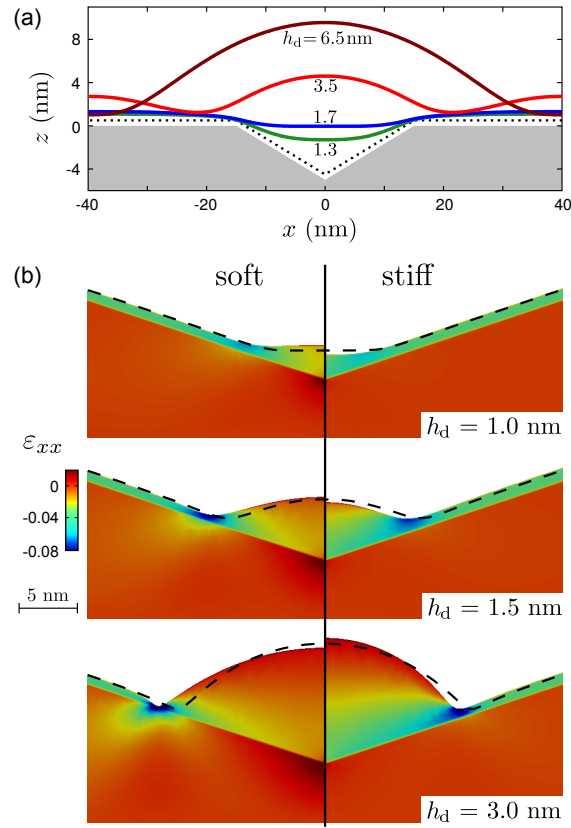 (a)
z (nm)
8
4
0
-4
h_d = 6.5 nm
3.5
1.7
1.3
-40 -20 0 20 40
x (nm)
(b)
soft stiff
h_d = 1.0 nm
ε_xx
0
-0.04
-0.08
h_d = 1.5 nm
5 nm
h_d = 3.0 nm